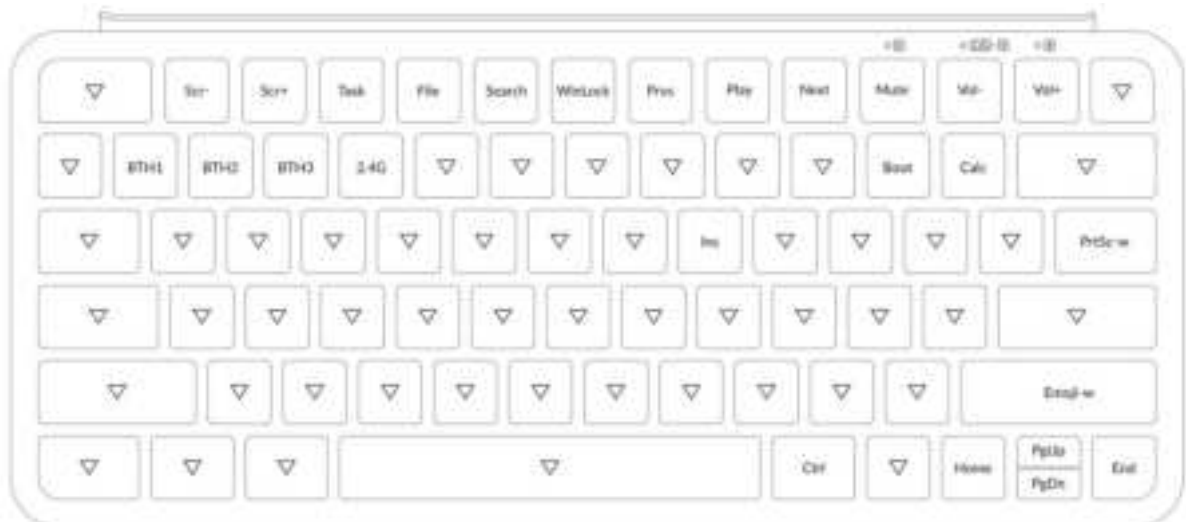 Scr- Scr+ Task File Search WinLock Prev Play Next Mute Vol- Vol+
BTH1 BTH2 BTH3 2.4G Boot Calc
Ins PrtSc-w
Emoji-w
Ctrl Home PgUp End
PgDn